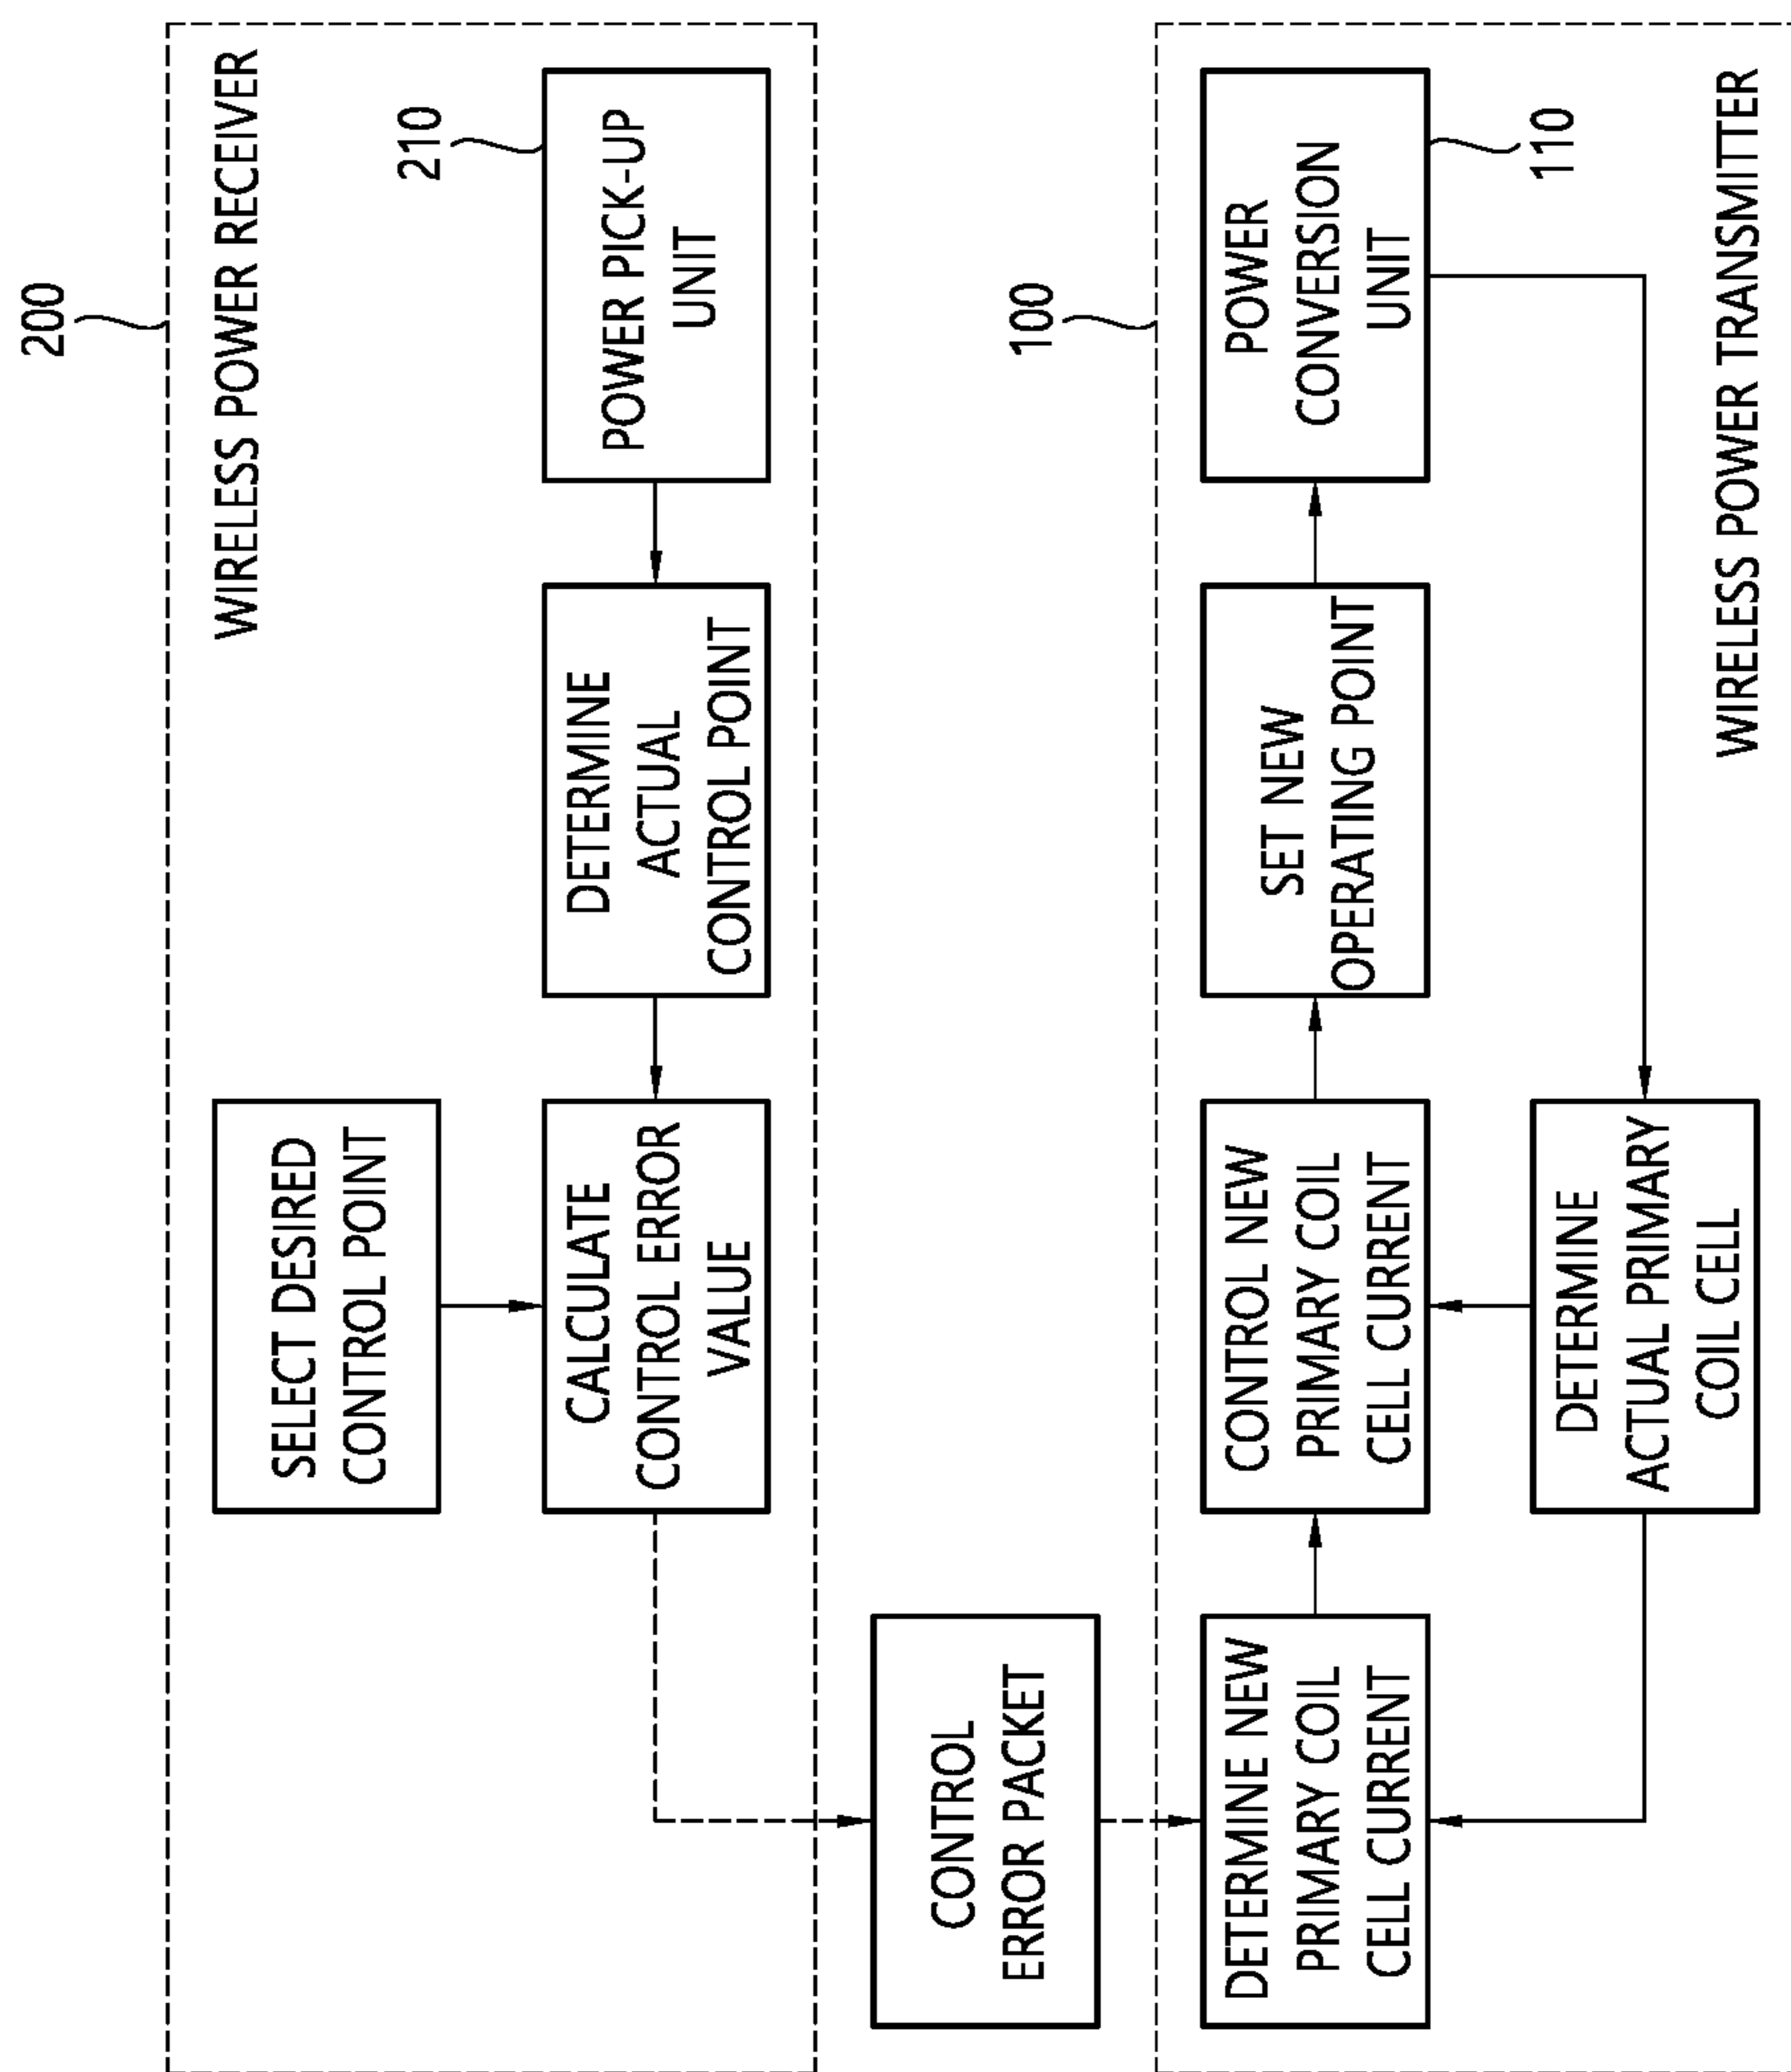 200
WIRELESS POWER RECEIVER
210
SELECT DESIRED
CONTROL POINT
CALCULATE
CONTROL ERROR
VALUE
DETERMINE
ACTUAL
CONTROL POINT
POWER PICK-UP
UNIT
CONTROL
ERROR PACKET
100
DETERMINE NEW
PRIMARY COIL
CELL CURRENT
CONTROL NEW
PRIMARY COIL
CELL CURRENT
SET NEW
OPERATING POINT
POWER
CONVERSION
UNIT
110
DETERMINE
ACTUAL PRIMARY
COIL CELL
WIRELESS POWER TRANSMITTER